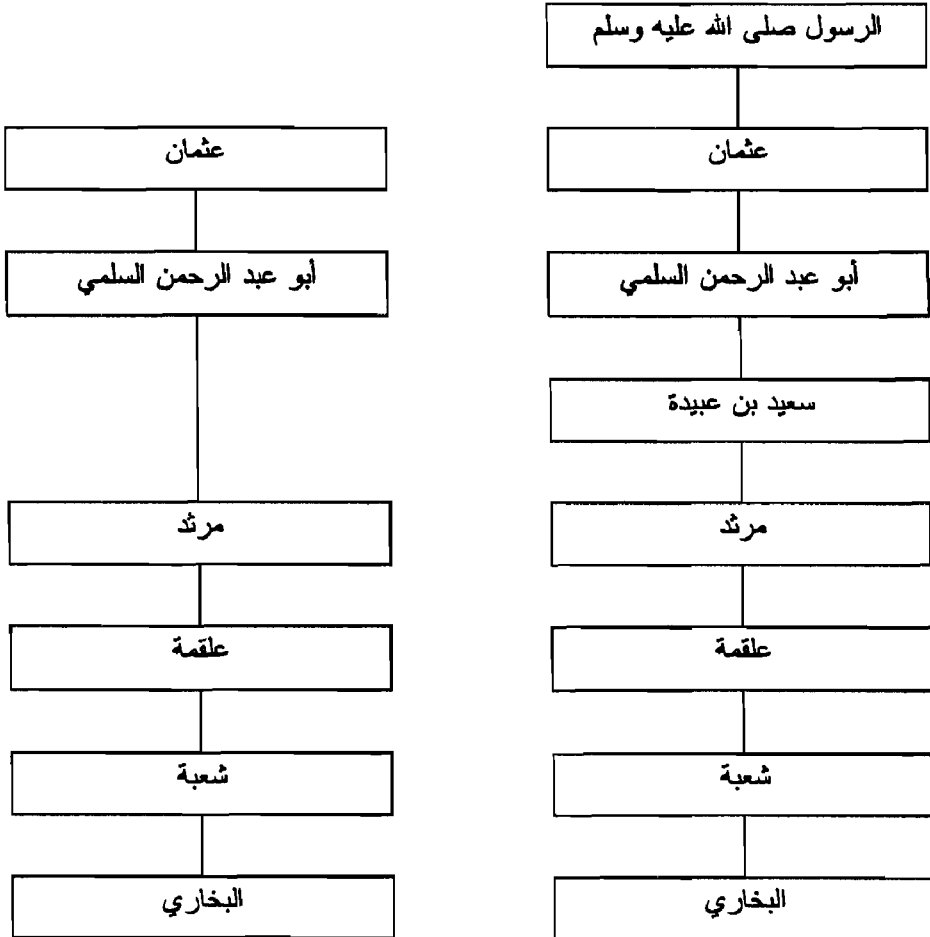 الرسول صلى الله عليه وسلم
عثمان
أبو عبد الرحمن السلمي
سعيد بن عبيدة
مرثد
علقمة
شعبة
البخاري
عثمان
أبو عبد الرحمن السلمي
مرثد
علقمة
شعبة
البخاري